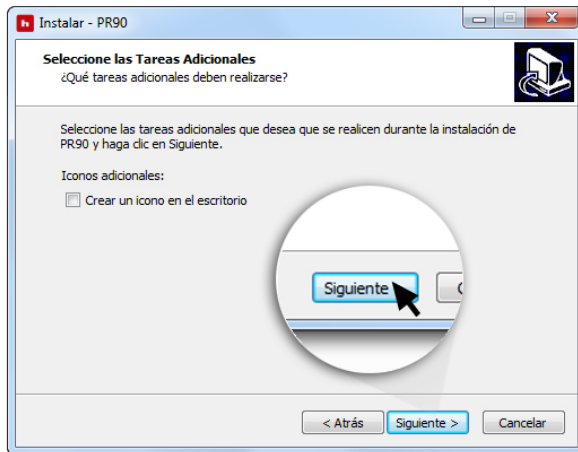 Instalar - PR90
Seleccione las Tareas Adicionales
¿Qué tareas adicionales deben realizarse?
Seleccione las tareas adicionales que desea que se realicen durante la instalación de
PR90 y haga clic en Siguiente.
Iconos adicionales:
Crear un icono en el escritorio
Siguiente
< Atrás
Siguiente >
Cancelar